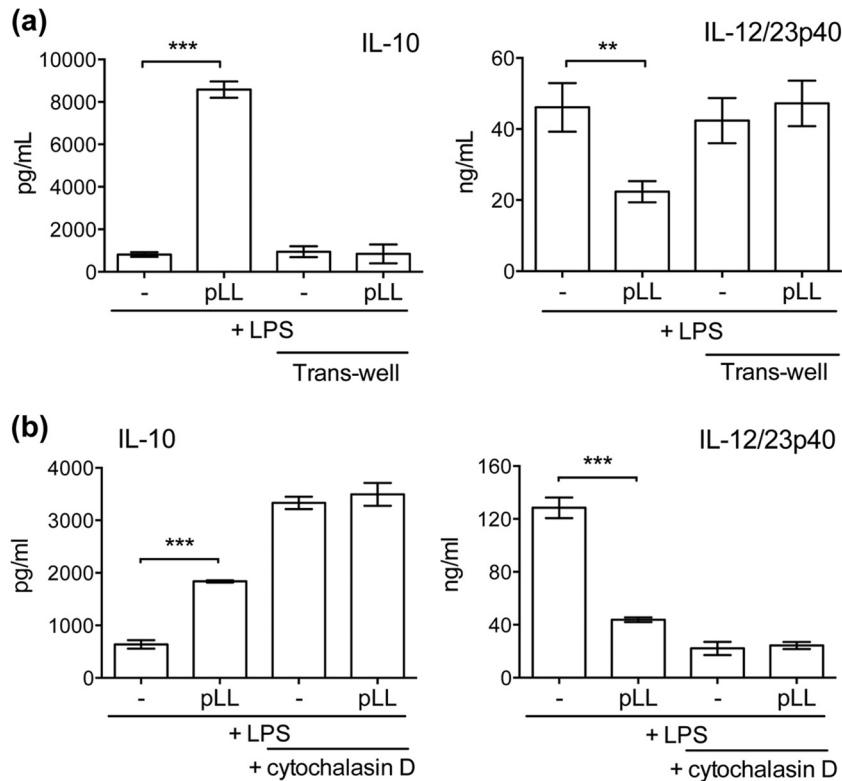 (a)
IL-10
***
pg/mL
10000
8000
6000
4000
2000
0
- pLL - pLL
+ LPS
Trans-well
IL-12/23p40
**
ng/mL
60
40
20
0
- pLL - pLL
+ LPS
Trans-well
(b)
IL-10
***
pg/ml
4000
3000
2000
1000
0
- pLL - pLL
+ LPS
+ cytochalasin D
IL-12/23p40
***
ng/ml
160
120
80
40
0
- pLL - pLL
+ LPS
+ cytochalasin D